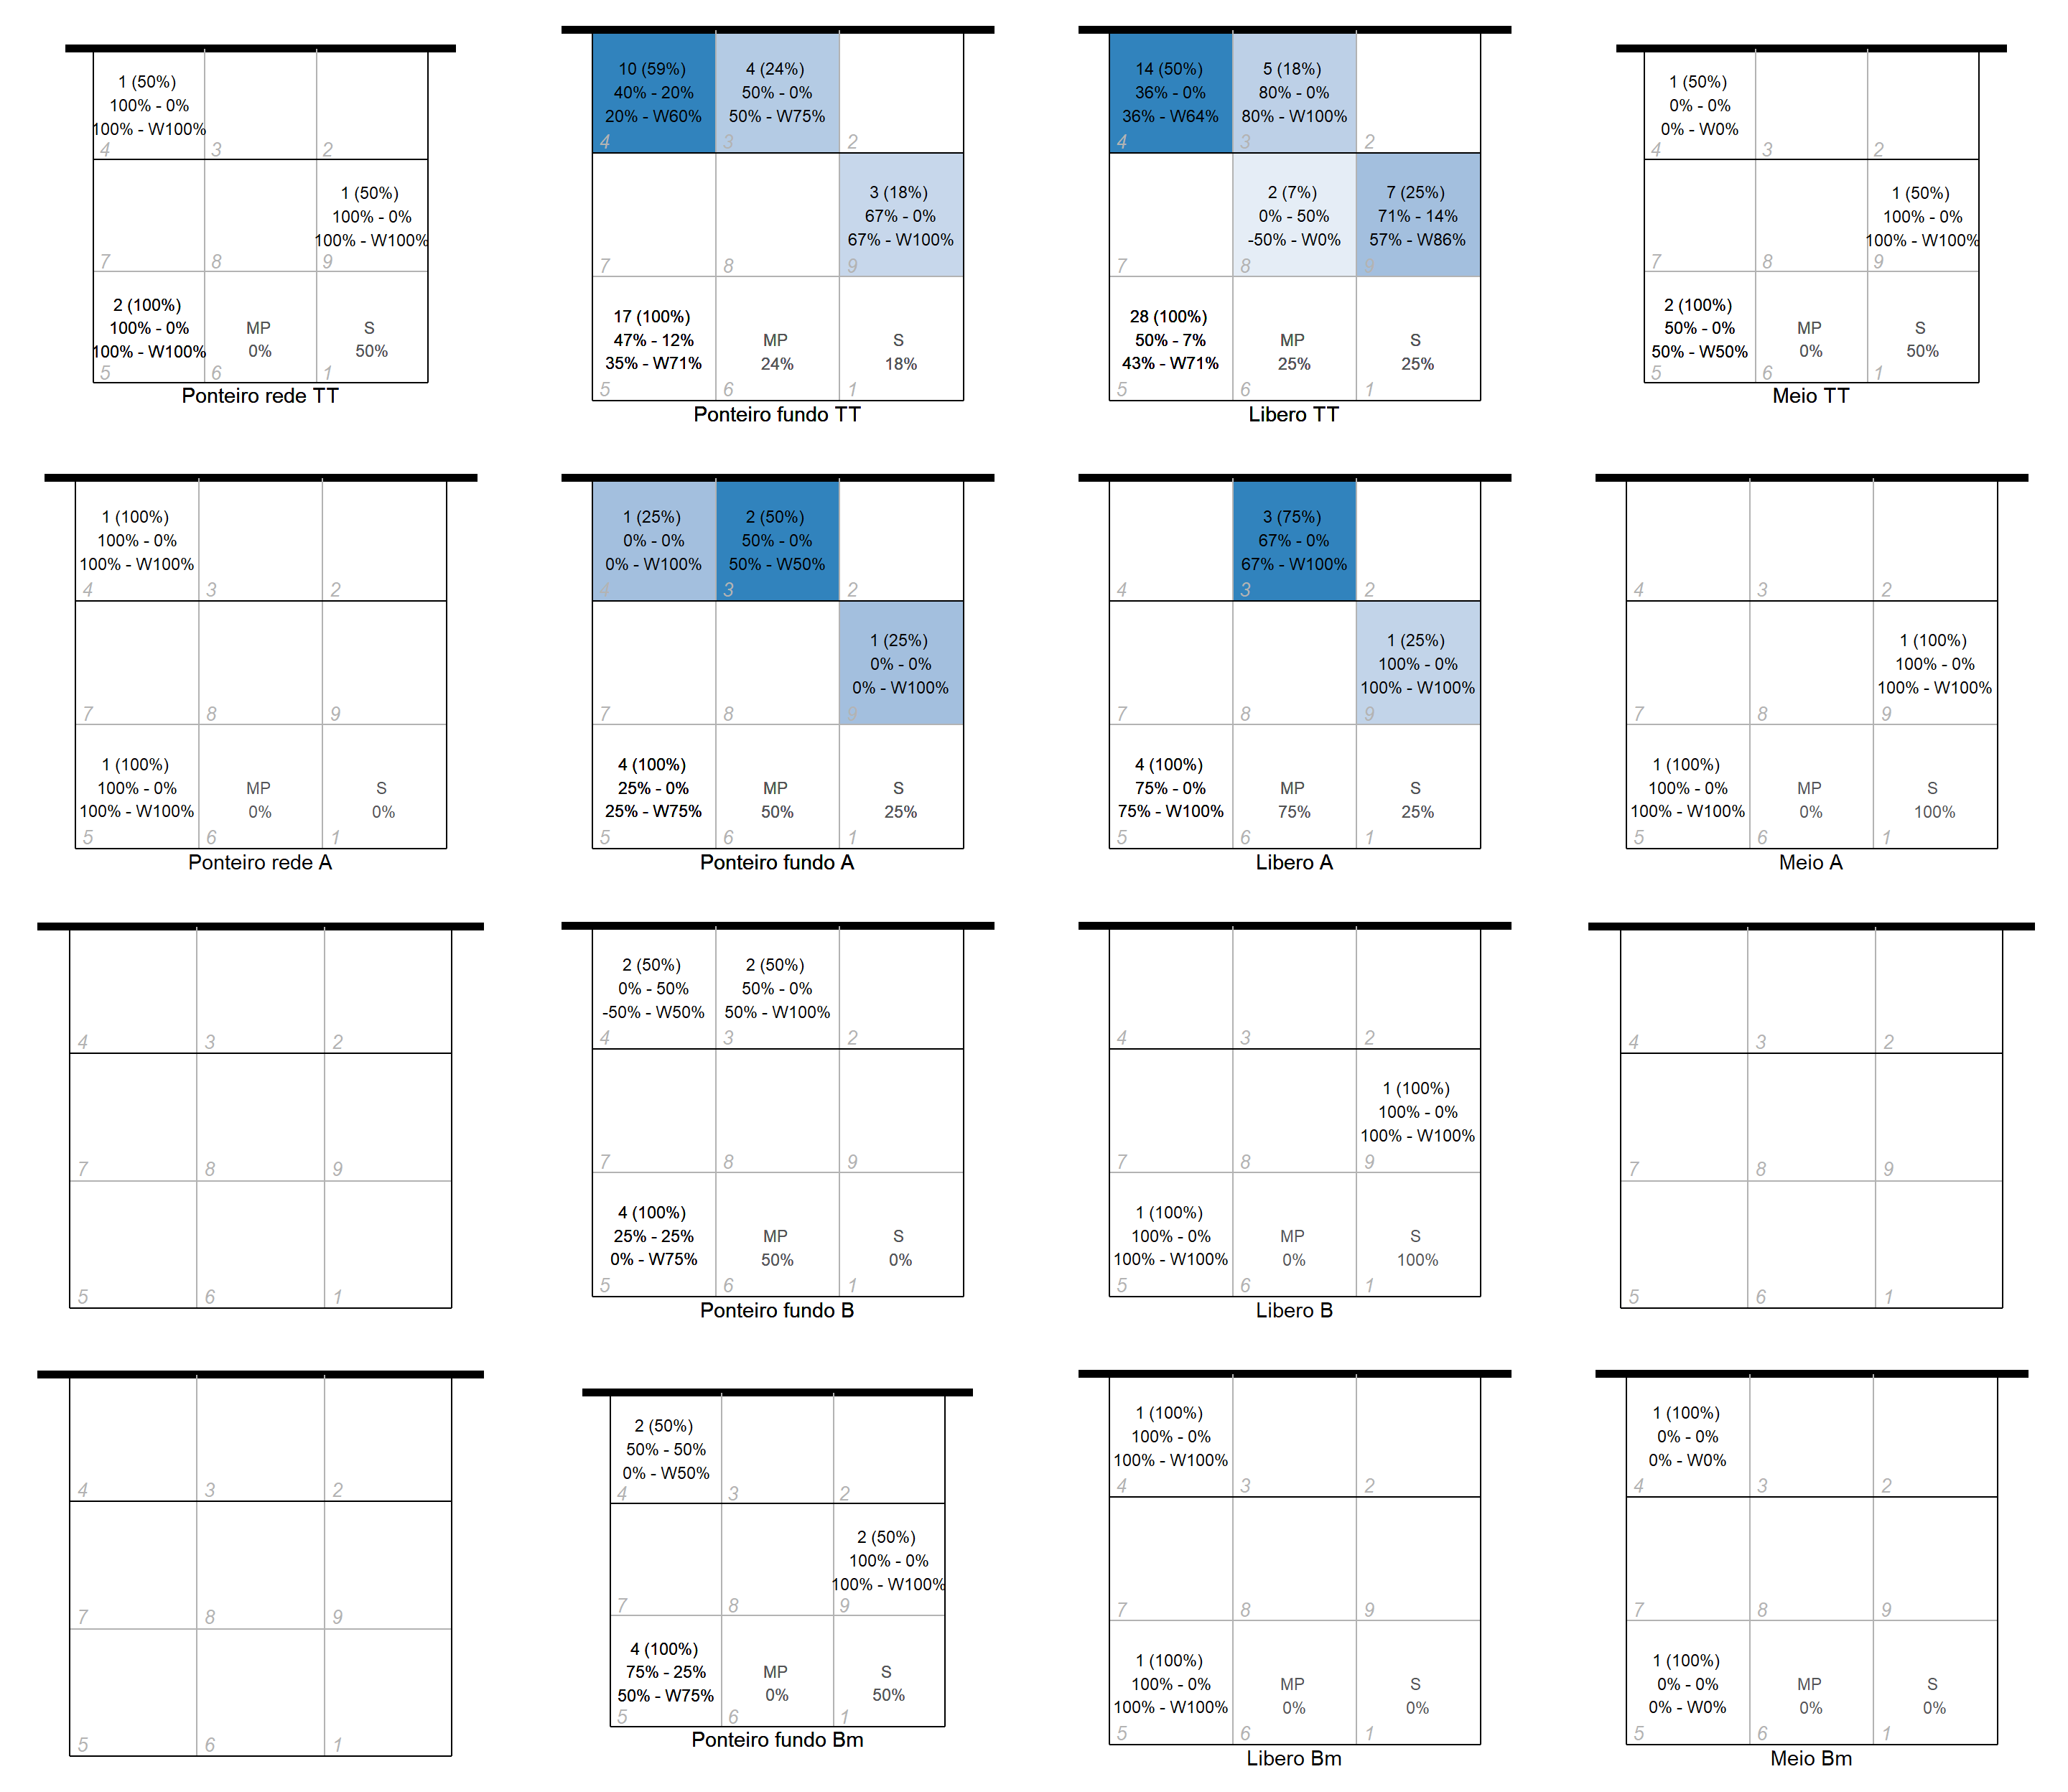 1 (50%)
100% - 0%
100% - W100%
4
3
2
1 (50%)
100% - 0%
100% - W100%
7
8
9
2 (100%)
100% - 0%
100% - W100%
MP
0%
S
50%
5
6
1
Ponteiro rede TT
10 (59%)
40% - 20%
20% - W60%
4
4 (24%)
50% - 0%
50% - W75%
3
2
3 (18%)
67% - 0%
67% - W100%
7
8
9
17 (100%)
47% - 12%
35% - W71%
MP
24%
S
18%
5
6
1
Ponteiro fundo TT
14 (50%)
36% - 0%
36% - W64%
4
5 (18%)
80% - 0%
80% - W100%
3
2
2 (7%)
0% - 50%
-50% - W0%
7 (25%)
71% - 14%
57% - W86%
7
8
9
28 (100%)
50% - 7%
43% - W71%
MP
25%
S
25%
5
6
1
Libero TT
1 (50%)
0% - 0%
0% - W0%
4
3
2
1 (50%)
100% - 0%
100% - W100%
7
8
9
2 (100%)
50% - 0%
50% - W50%
MP
0%
S
50%
5
6
1
Meio TT
1 (100%)
100% - 0%
100% - W100%
4
3
2
7
8
9
1 (100%)
100% - 0%
100% - W100%
MP
0%
S
0%
5
6
1
Ponteiro rede A
1 (25%)
0% - 0%
0% - W100%
4
2 (50%)
50% - 0%
50% - W50%
3
2
1 (25%)
0% - 0%
0% - W100%
7
8
9
4 (100%)
25% - 0%
25% - W75%
MP
50%
S
25%
5
6
1
Ponteiro fundo A
3 (75%)
67% - 0%
67% - W100%
4
3
2
1 (25%)
100% - 0%
100% - W100%
7
8
9
4 (100%)
75% - 0%
75% - W100%
MP
75%
S
25%
5
6
1
Libero A
4
3
2
1 (100%)
100% - 0%
100% - W100%
7
8
9
1 (100%)
100% - 0%
100% - W100%
MP
0%
S
100%
5
6
1
Meio A
4
3
2
7
8
9
5
6
1
2 (50%)
0% - 50%
-50% - W50%
4
2 (50%)
50% - 0%
50% - W100%
3
2
7
8
9
4 (100%)
25% - 25%
0% - W75%
MP
50%
S
0%
5
6
1
Ponteiro fundo B
4
3
2
1 (100%)
100% - 0%
100% - W100%
7
8
9
1 (100%)
100% - 0%
100% - W100%
MP
0%
S
100%
5
6
1
Libero B
4
3
2
7
8
9
5
6
1
4
3
2
7
8
9
5
6
1
2 (50%)
50% - 50%
0% - W50%
4
3
2
2 (50%)
100% - 0%
100% - W100%
7
8
9
4 (100%)
75% - 25%
50% - W75%
MP
0%
S
50%
5
6
1
Ponteiro fundo Bm
1 (100%)
100% - 0%
100% - W100%
4
3
2
7
8
9
1 (100%)
100% - 0%
100% - W100%
MP
0%
S
0%
5
6
1
Libero Bm
1 (100%)
0% - 0%
0% - W0%
4
3
2
7
8
9
1 (100%)
0% - 0%
0% - W0%
MP
0%
S
0%
5
6
1
Meio Bm